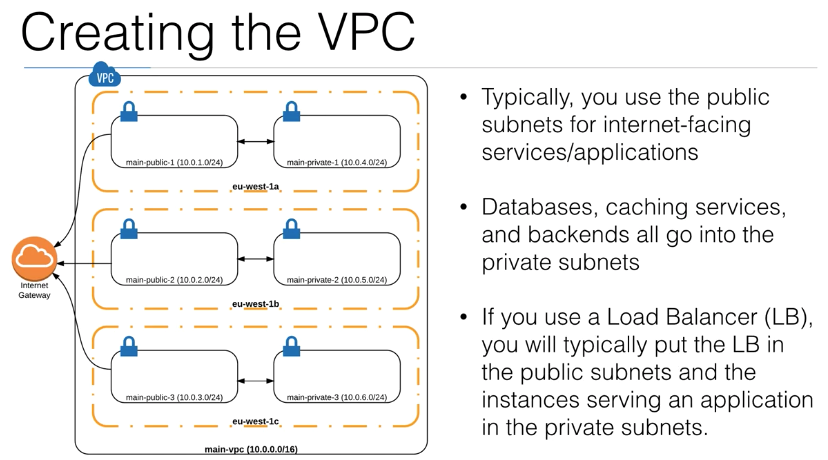 Creating the VPC
VPC
main-public-1 (10.0.1.0/24)
main-private-1 (10.0.4.0/24)
eu-west-1a
main-public-2 (10.0.2.0/24)
main-private-2 (10.0.5.0/24)
eu-west-1b
Internet
Gateway
main-public-3 (10.0.3.0/24)
main-private-3 (10.0.6.0/24)
eu-west-1c
main-vpc (10.0.0.0/16)
• Typically, you use the public
subnets for internet-facing
services/applications
• Databases, caching services,
and backends all go into the
private subnets
• If you use a Load Balancer (LB),
you will typically put the LB in
the public subnets and the
instances serving an application
in the private subnets.